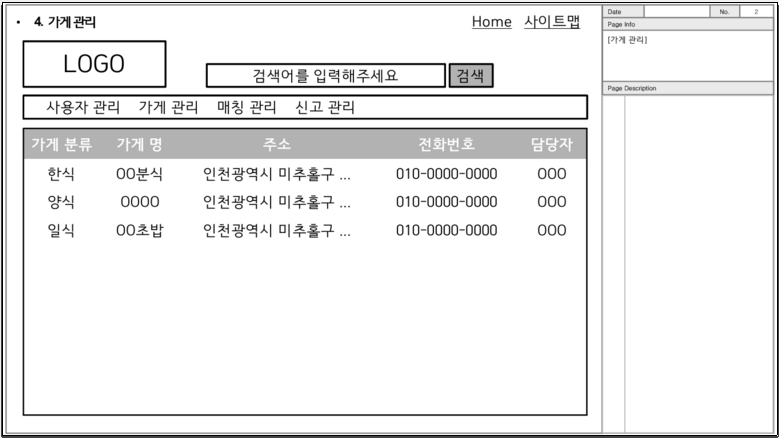 • 4. 가게 관리
Home 사이트맵
LOGO
검색어를 입력해주세요 검색
사용자 관리 가게 관리 매칭 관리 신고 관리
가게 분류 가게 명 주소 전화번호 담당자
한식 OO분식 인천광역시 미추홀구 ... 010-0000-0000 OOO
양식 OOOO 인천광역시 미추홀구 ... 010-0000-0000 OOO
일식 OO초밥 인천광역시 미추홀구 ... 010-0000-0000 OOO
Date No. 2
Page Info
[가게 관리]
Page Description